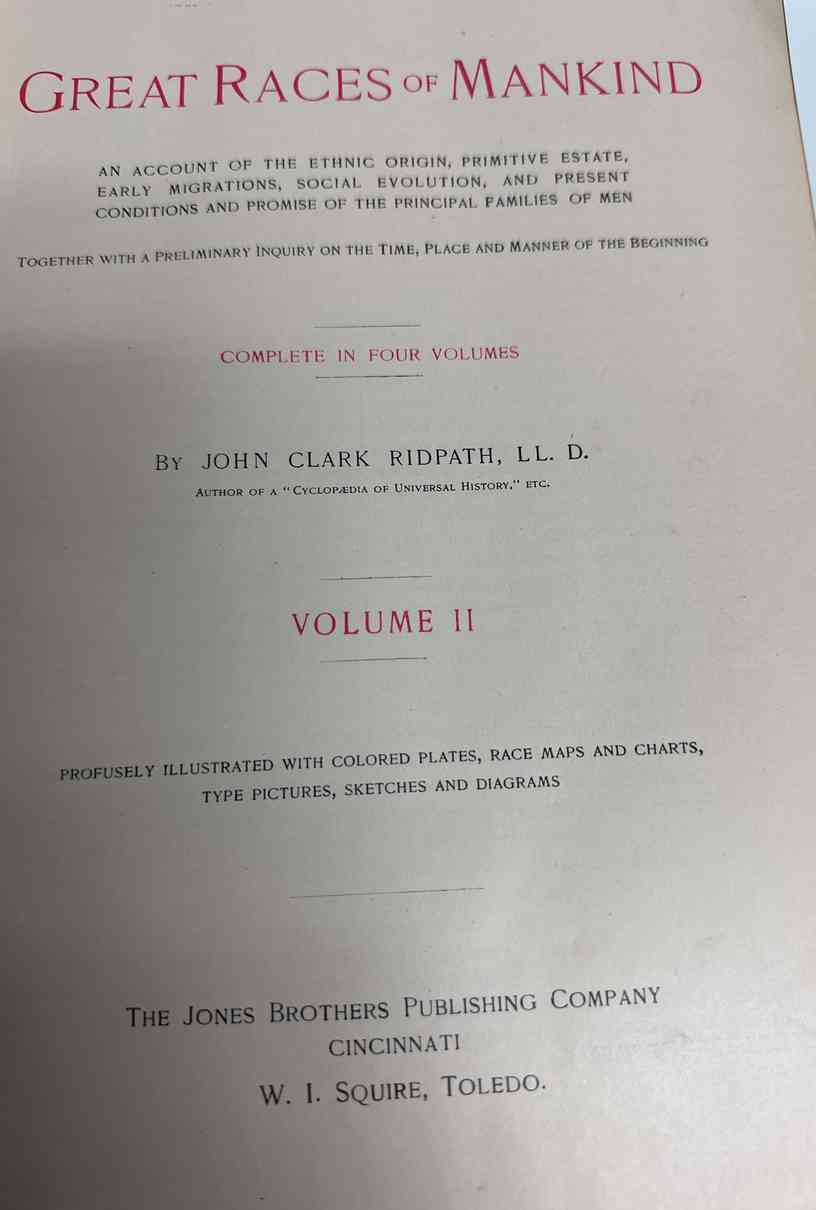 GREAT RACES OF MANKIND
AN ACCOUNT OF THE ETHNIC ORIGIN, PRIMITIVE ESTATE,
EARLY MIGRATIONS, SOCIAL EVOLUTION, AND PRESENT
CONDITIONS AND PROMISE OF THE PRINCIPAL FAMILIES OF MEN
TOGETHER WITH A PRELIMINARY INQUIRY ON THE TIME, PLACE AND MANNER OF THE BEGINNING
COMPLETE IN FOUR VOLUMES
BY JOHN CLARK RIDPATH, LL. D.
AUTHOR OF A "CYCLOPÆDIA OF UNIVERSAL HISTORY," ETC.
VOLUME II
PROFUSELY ILLUSTRATED WITH COLORED PLATES, RACE MAPS AND CHARTS,
TYPE PICTURES, SKETCHES AND DIAGRAMS
THE JONES BROTHERS PUBLISHING COMPANY
CINCINNATI
W. I. SQUIRE, TOLEDO.